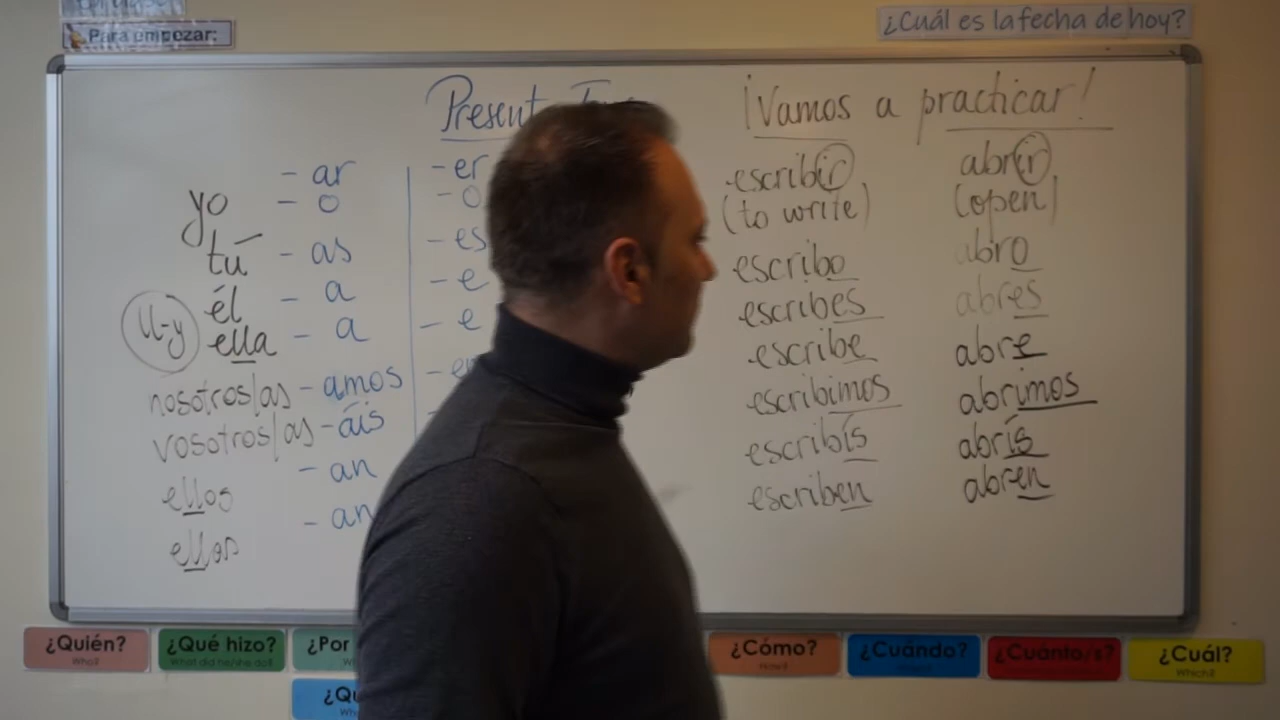 Para empezar:
¿Cuál es la fecha de hoy?
Present
¡Vamos a practicar!
- ar
- er
yo - o - o
tú - as - es
él - a - e
ella - a - e
ll-y
nosotros/as - amos
vosotros/as - áis
ellos - an
ellas - an
escribir
(to write)
escribo
escribes
escribe
escribimos
escribís
escriben
abrir
(open)
abro
abres
abre
abrimos
abrís
abren
¿Quién?
Who?
¿Qué hizo?
What did he/she do?
¿Por
¿Cómo?
How?
¿Cuándo?
¿Cuánto/s?
¿Cuál?
Which?